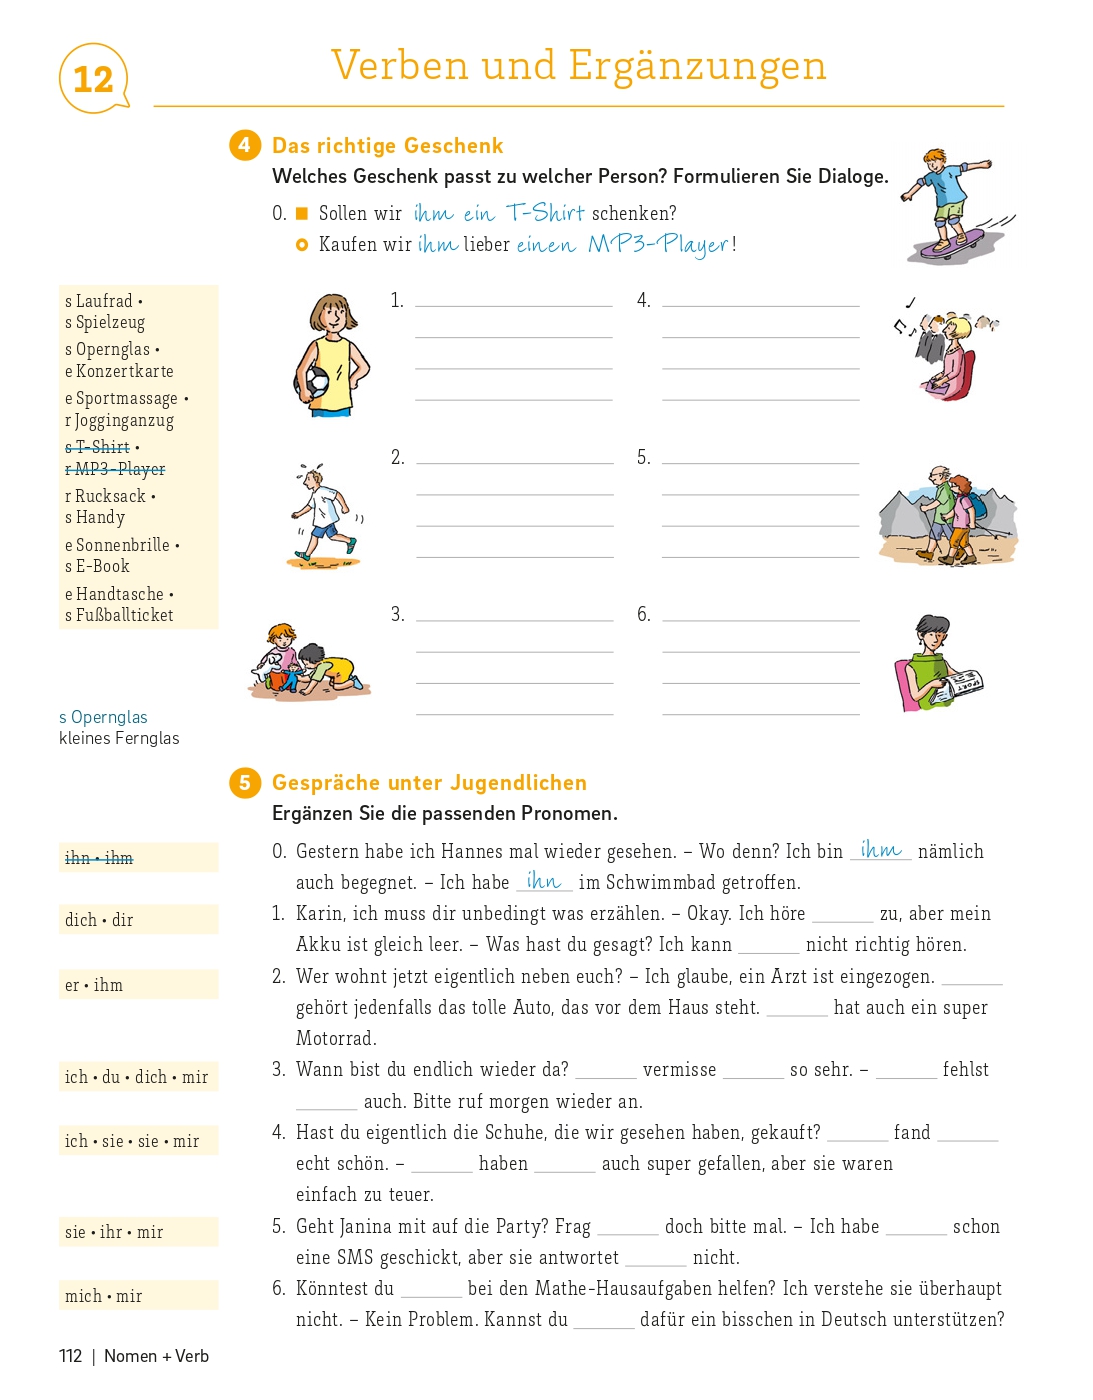 12
Verben und Ergänzungen
4 Das richtige Geschenk
Welches Geschenk passt zu welcher Person? Formulieren Sie Dialoge.
0. ■ Sollen wir ihm ein T-Shirt schenken?
Kaufen wir ihm lieber einen MP3-Player!
s Laufrad •
s Spielzeug
s Opernglas •
e Konzertkarte
e Sportmassage •
r Jogginganzug
s T-Shirt •
r MP3-Player
r Rucksack •
s Handy
e Sonnenbrille •
s E-Book
e Handtasche •
s Fußballticket
1.
2.
3.
4.
5.
6.
SPORT
s Opernglas
kleines Fernglas
5 Gespräche unter Jugendlichen
Ergänzen Sie die passenden Pronomen.
ihn • ihm
0. Gestern habe ich Hannes mal wieder gesehen. – Wo denn? Ich bin ihm nämlich
auch begegnet. – Ich habe ihn im Schwimmbad getroffen.
dich • dir
1. Karin, ich muss dir unbedingt was erzählen. – Okay. Ich höre ______ zu, aber mein
Akku ist gleich leer. – Was hast du gesagt? Ich kann ______ nicht richtig hören.
er • ihm
2. Wer wohnt jetzt eigentlich neben euch? – Ich glaube, ein Arzt ist eingezogen. ______
gehört jedenfalls das tolle Auto, das vor dem Haus steht. ______ hat auch ein super
Motorrad.
ich • du • dich • mir
3. Wann bist du endlich wieder da? ______ vermisse ______ so sehr. – ______ fehlst
______ auch. Bitte ruf morgen wieder an.
ich • sie • sie • mir
4. Hast du eigentlich die Schuhe, die wir gesehen haben, gekauft? ______ fand ______
echt schön. – ______ haben ______ auch super gefallen, aber sie waren
einfach zu teuer.
sie • ihr • mir
5. Geht Janina mit auf die Party? Frag ______ doch bitte mal. – Ich habe ______ schon
eine SMS geschickt, aber sie antwortet ______ nicht.
mich • mir
6. Könntest du ______ bei den Mathe-Hausaufgaben helfen? Ich verstehe sie überhaupt
nicht. – Kein Problem. Kannst du ______ dafür ein bisschen in Deutsch unterstützen?
112 | Nomen + Verb